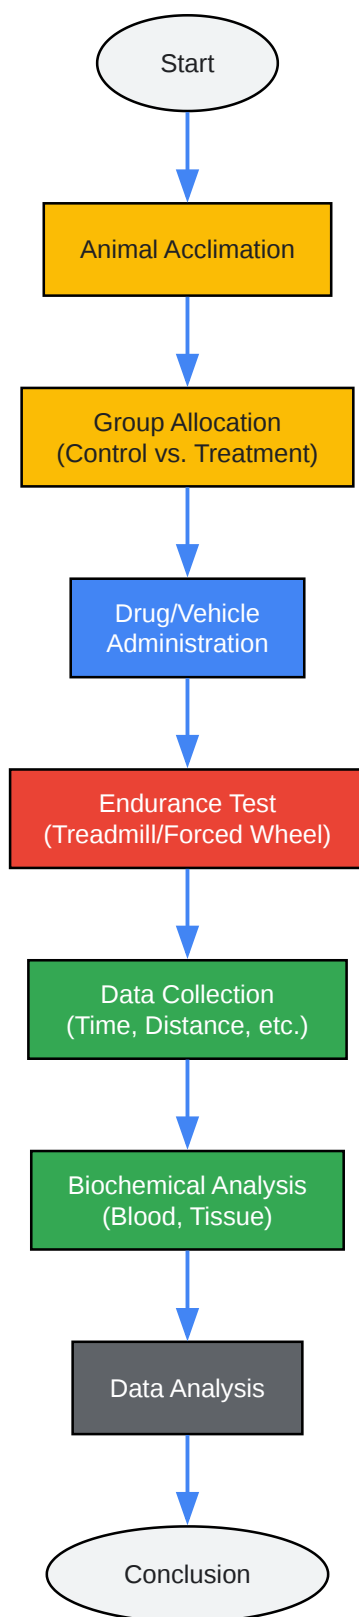 Start
Animal Acclimation
Group Allocation
(Control vs. Treatment)
Drug/Vehicle
Administration
Endurance Test
(Treadmill/Forced Wheel)
Data Collection
(Time, Distance, etc.)
Biochemical Analysis
(Blood, Tissue)
Data Analysis
Conclusion